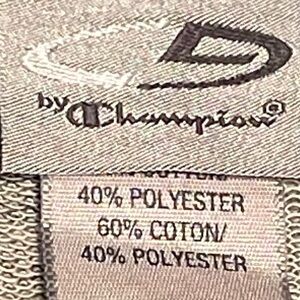 by Champion®
40% POLYESTER
60% COTON/
40% POLYESTER